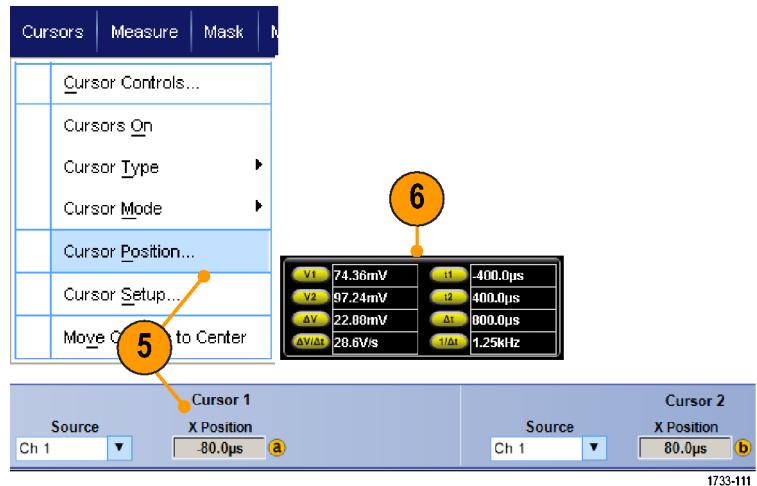 Cursors Measure Mask
Cursor Controls...
Cursors On
Cursor Type
Cursor Mode
Cursor Position...
Cursor Setup...
Move to Center
5
6
V1 74.36mV t1 -400.0µs
V2 97.24mV t2 400.0µs
ΔV 22.88mV Δt 800.0µs
ΔV/Δt 28.6V/s 1/Δt 1.25kHz
Cursor 1 Cursor 2
Source X Position Source X Position
Ch 1 -80.0µs a Ch 1 80.0µs b
1733-111